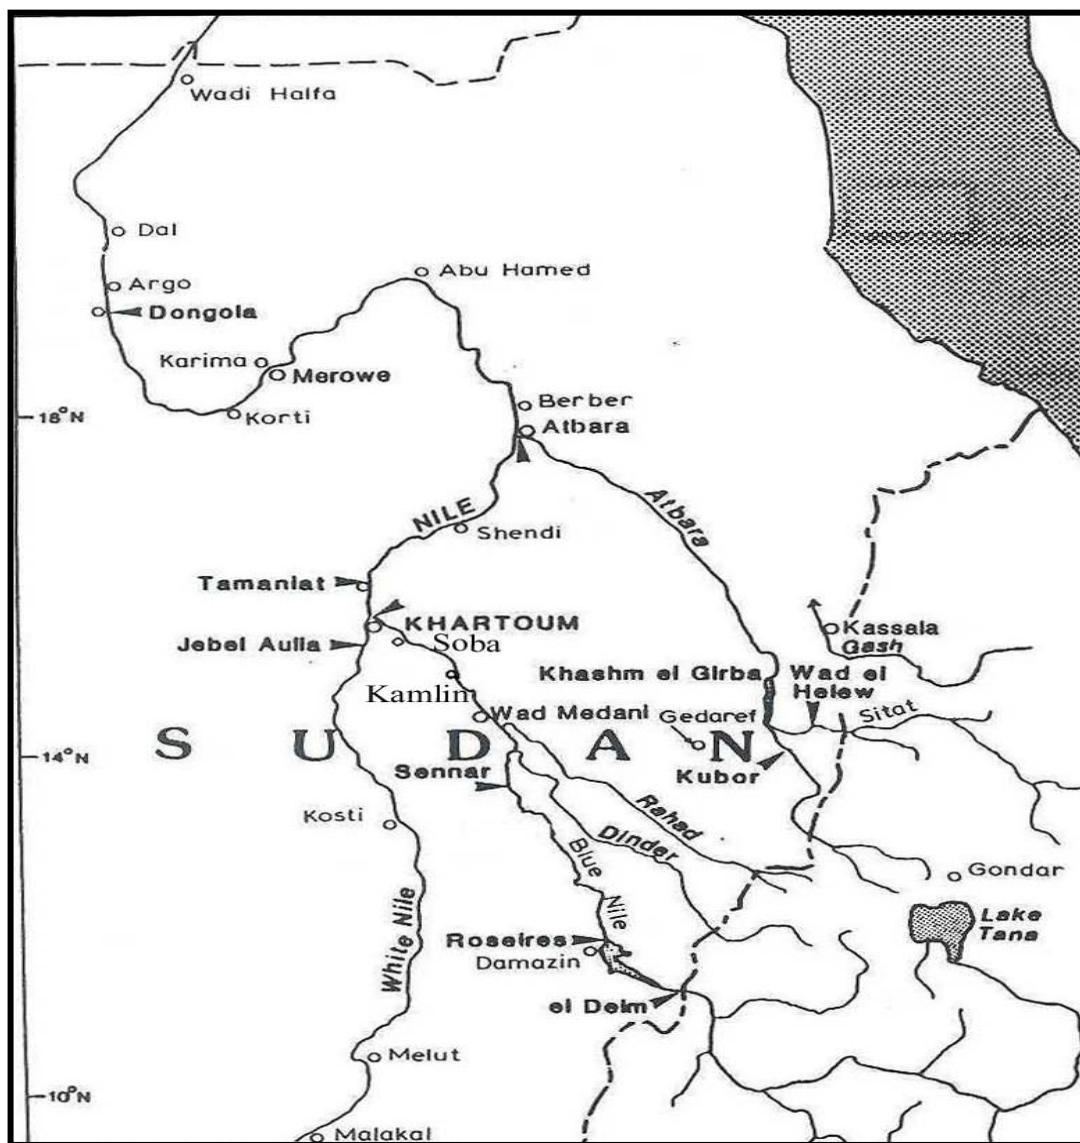 Wadi Halfa
Dal
Abu Hamed
Argo
Dongola
Karima
Merowe
18°N
Korti
Berber
Atbara
Atbara
NILE
Shendi
Tamaniat
KHARTOUM
Jebel Aulia
Soba
Kassala
Gash
Khashm el Girba
Wad el
Helew
Kamlin
Wad Medani
Gedaref
Sitat
SUDAN
14°N
Sennar
Kubor
Kosti
Rahad
Dinder
Blue
Nile
Gondar
White Nile
Lake
Tana
Roseires
Damazin
el Deim
Melut
10°N
Malakal